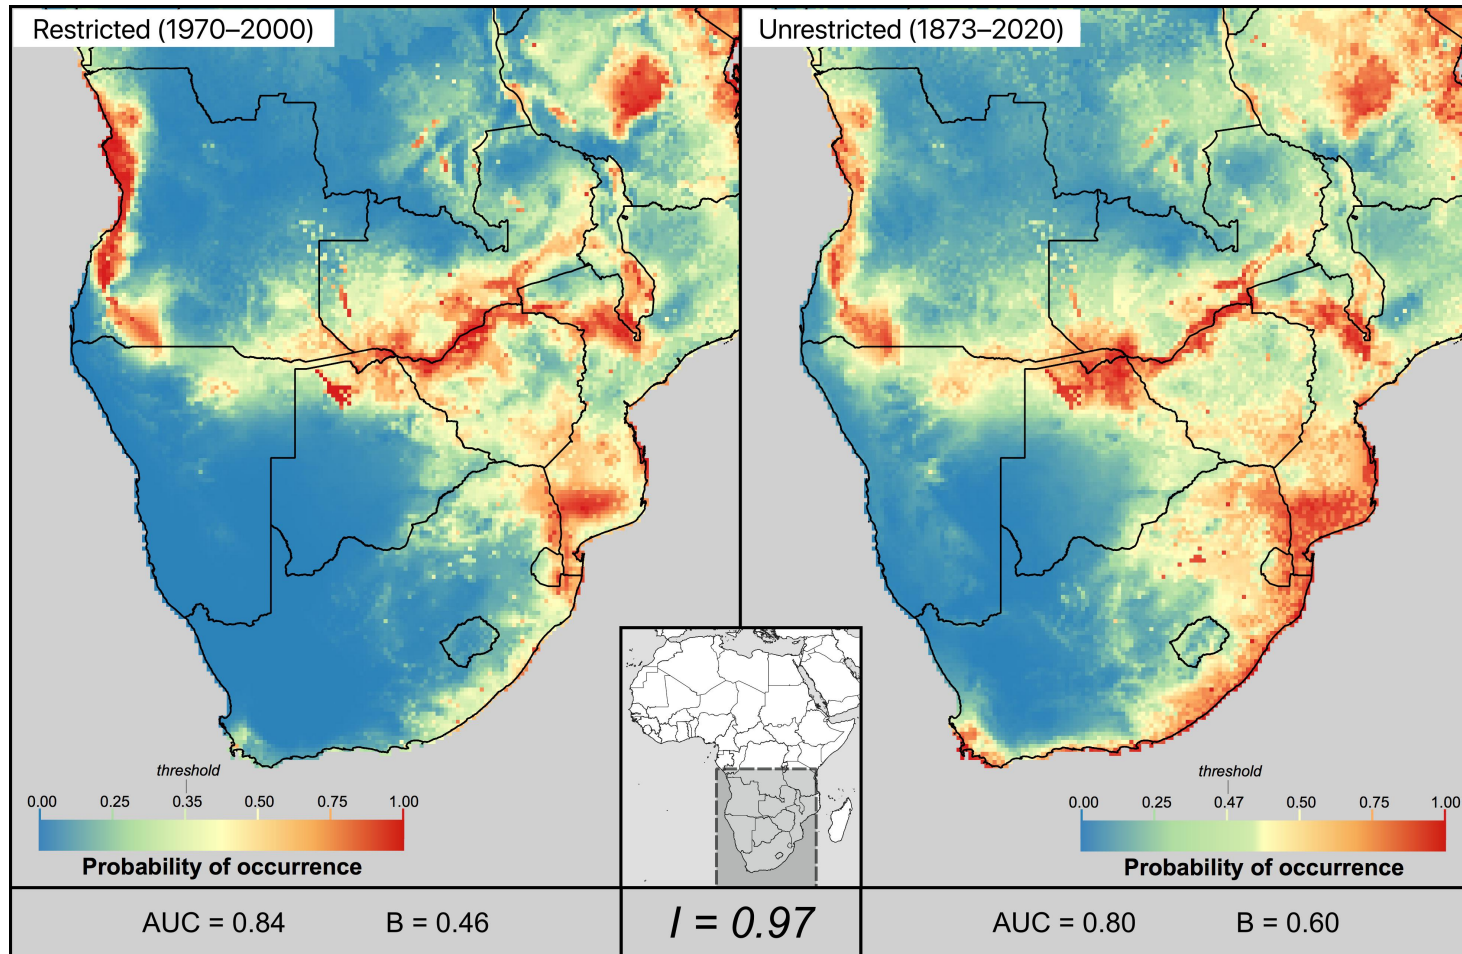 Restricted (1970–2000)
Unrestricted (1873–2020)
threshold
0.00 0.25 0.35 0.50 0.75 1.00
Probability of occurrence
threshold
0.00 0.25 0.47 0.50 0.75 1.00
Probability of occurrence
AUC = 0.84 B = 0.46
I = 0.97
AUC = 0.80 B = 0.60